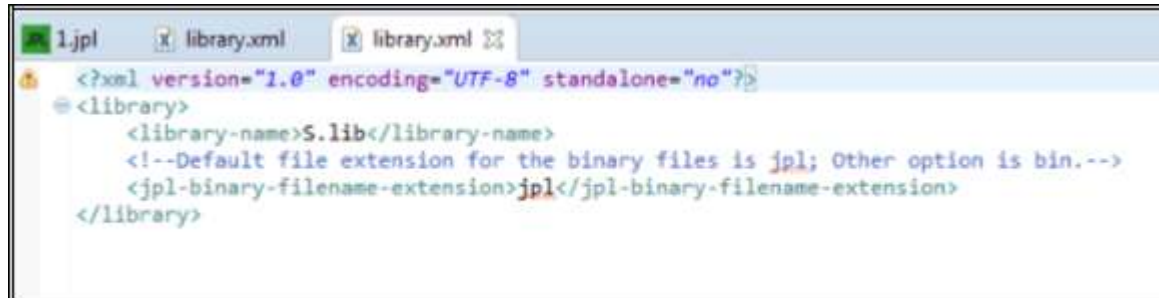 1.jpl library.xml library.xml
<?xml version="1.0" encoding="UTF-8" standalone="no"?>
<library>
<library-name>S.lib</library-name>
<!--Default file extension for the binary files is jpl; Other option is bin.-->
<jpl-binary-filename-extension>jpl</jpl-binary-filename-extension>
</library>